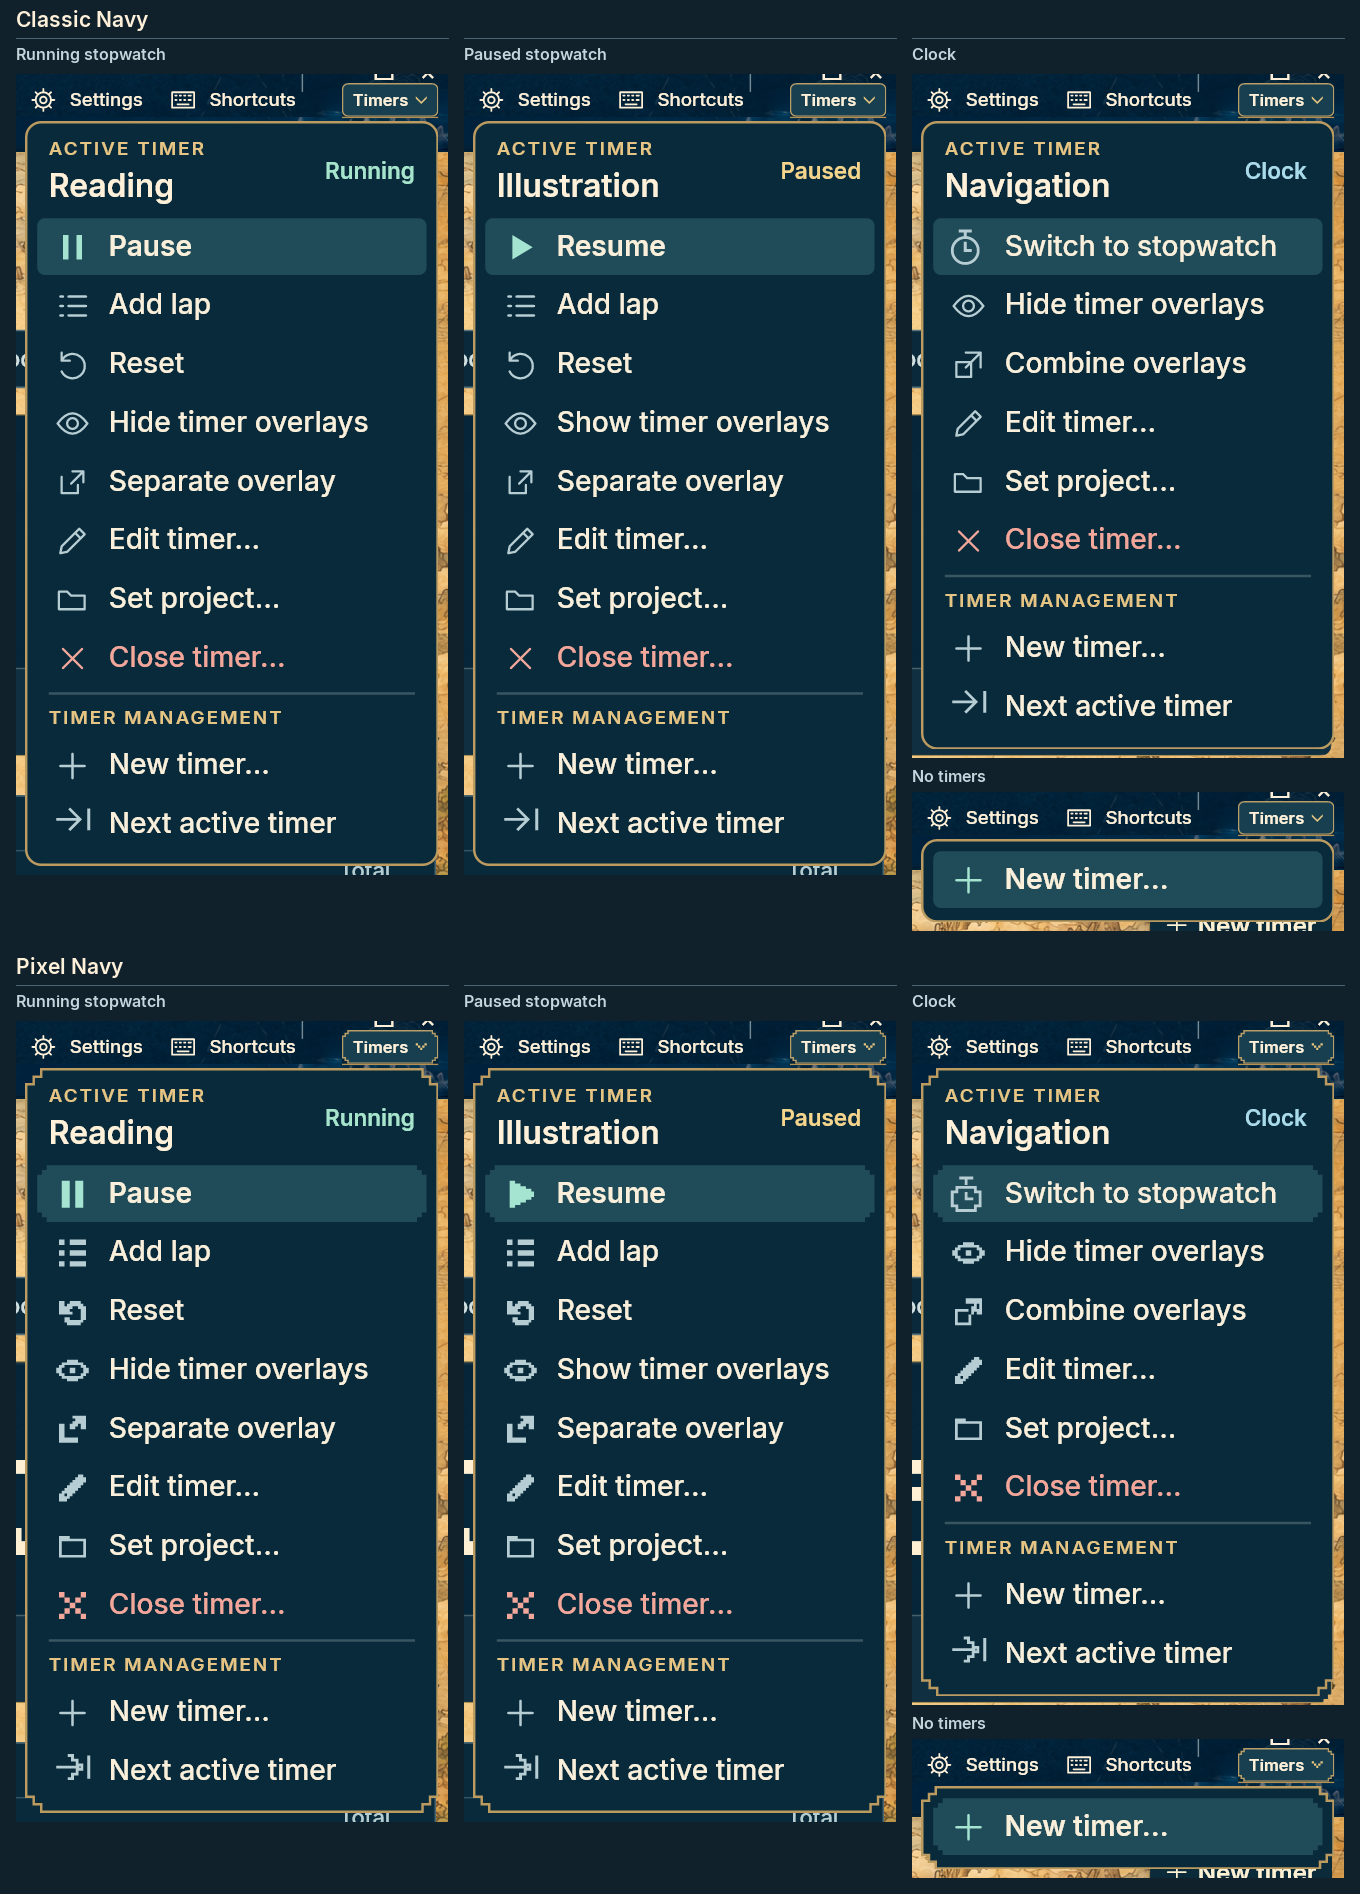 Classic Navy
Running stopwatch
Settings Shortcuts Timers
ACTIVE TIMER
Reading
Running
Pause
Add lap
Reset
Hide timer overlays
Separate overlay
Edit timer...
Set project...
Close timer...
TIMER MANAGEMENT
New timer...
Next active timer
Total
Paused stopwatch
Settings Shortcuts Timers
ACTIVE TIMER
Illustration
Paused
Resume
Add lap
Reset
Show timer overlays
Separate overlay
Edit timer...
Set project...
Close timer...
TIMER MANAGEMENT
New timer...
Next active timer
Total
Clock
Settings Shortcuts Timers
ACTIVE TIMER
Navigation
Clock
Switch to stopwatch
Hide timer overlays
Combine overlays
Edit timer...
Set project...
Close timer...
TIMER MANAGEMENT
New timer...
Next active timer
No timers
Settings Shortcuts Timers
New timer...
New timer
Pixel Navy
Running stopwatch
Settings Shortcuts Timers
ACTIVE TIMER
Reading
Running
Pause
Add lap
Reset
Hide timer overlays
Separate overlay
Edit timer...
Set project...
Close timer...
TIMER MANAGEMENT
New timer...
Next active timer
Total
Paused stopwatch
Settings Shortcuts Timers
ACTIVE TIMER
Illustration
Paused
Resume
Add lap
Reset
Show timer overlays
Separate overlay
Edit timer...
Set project...
Close timer...
TIMER MANAGEMENT
New timer...
Next active timer
Total
Clock
Settings Shortcuts Timers
ACTIVE TIMER
Navigation
Clock
Switch to stopwatch
Hide timer overlays
Combine overlays
Edit timer...
Set project...
Close timer...
TIMER MANAGEMENT
New timer...
Next active timer
No timers
Settings Shortcuts Timers
New timer...
New timer